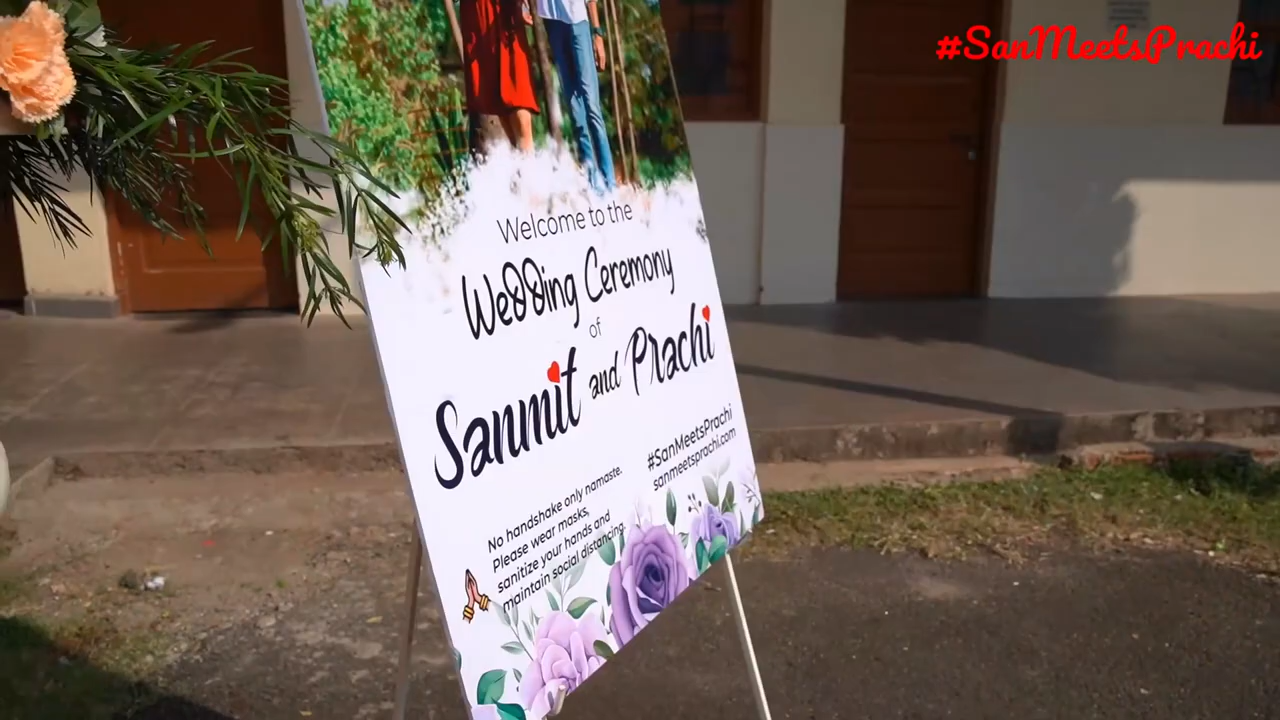 #SanMeetsPrachi
Welcome to the
Wedding Ceremony
of
Sanmit and Prachi
#SanMeetsPrachi
sanmeetsprachi.com
No handshake only namaste.
Please wear masks,
sanitize your hands and
maintain social distancing.